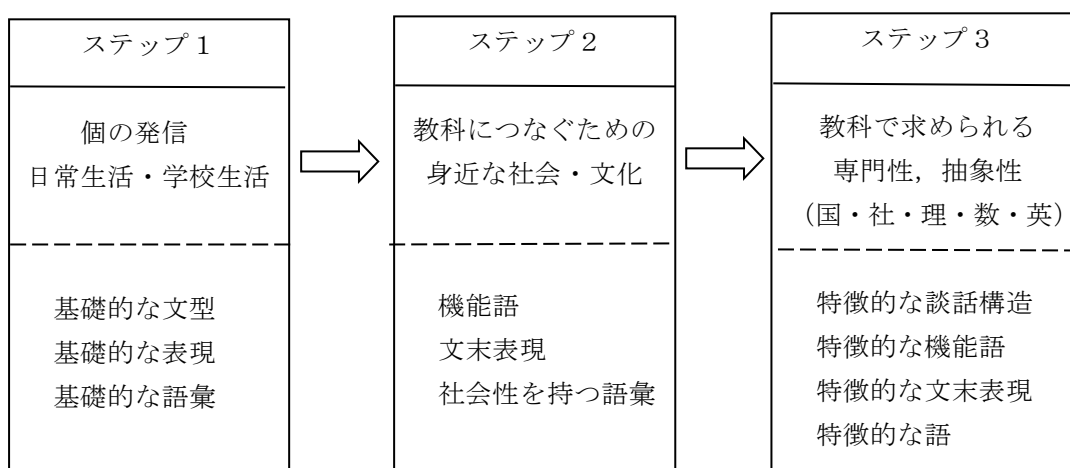 ステップ1
個の発信
日常生活・学校生活
基礎的な文型
基礎的な表現
基礎的な語彙
ステップ2
教科につなぐための
身近な社会・文化
機能語
文末表現
社会性を持つ語彙
ステップ3
教科で求められる
専門性，抽象性
（国・社・理・数・英）
特徴的な談話構造
特徴的な機能語
特徴的な文末表現
特徴的な語